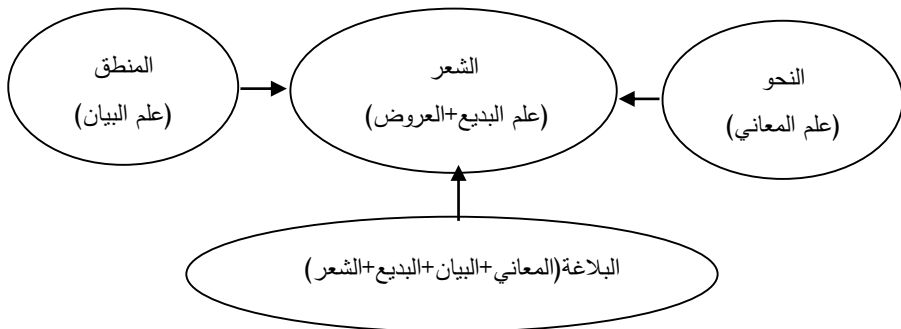 النحو
(علم المعاني)
الشعر
(علم البديع+العروض)
المنطق
(علم البيان)
البلاغة(المعاني+البيان+البديع+الشعر)